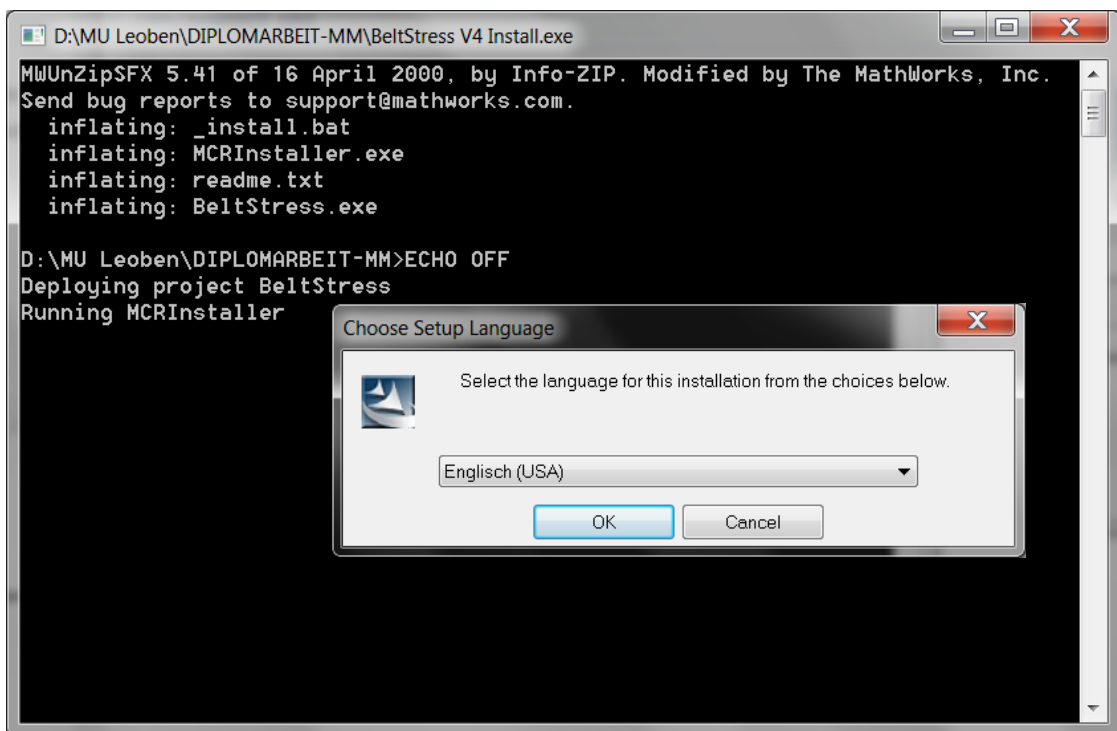 D:\MU Leoben\DIPLOMARBEIT-MM\BeltStress V4 Install.exe
MWUnZipSFX 5.41 of 16 April 2000, by Info-ZIP. Modified by The MathWorks, Inc.
Send bug reports to support@mathworks.com.
inflating: _install.bat
inflating: MCRInstaller.exe
inflating: readme.txt
inflating: BeltStress.exe
D:\MU Leoben\DIPLOMARBEIT-MM>ECHO OFF
Deploying project BeltStress
Running MCRInstaller
Choose Setup Language
Select the language for this installation from the choices below.
Englisch (USA)
OK Cancel